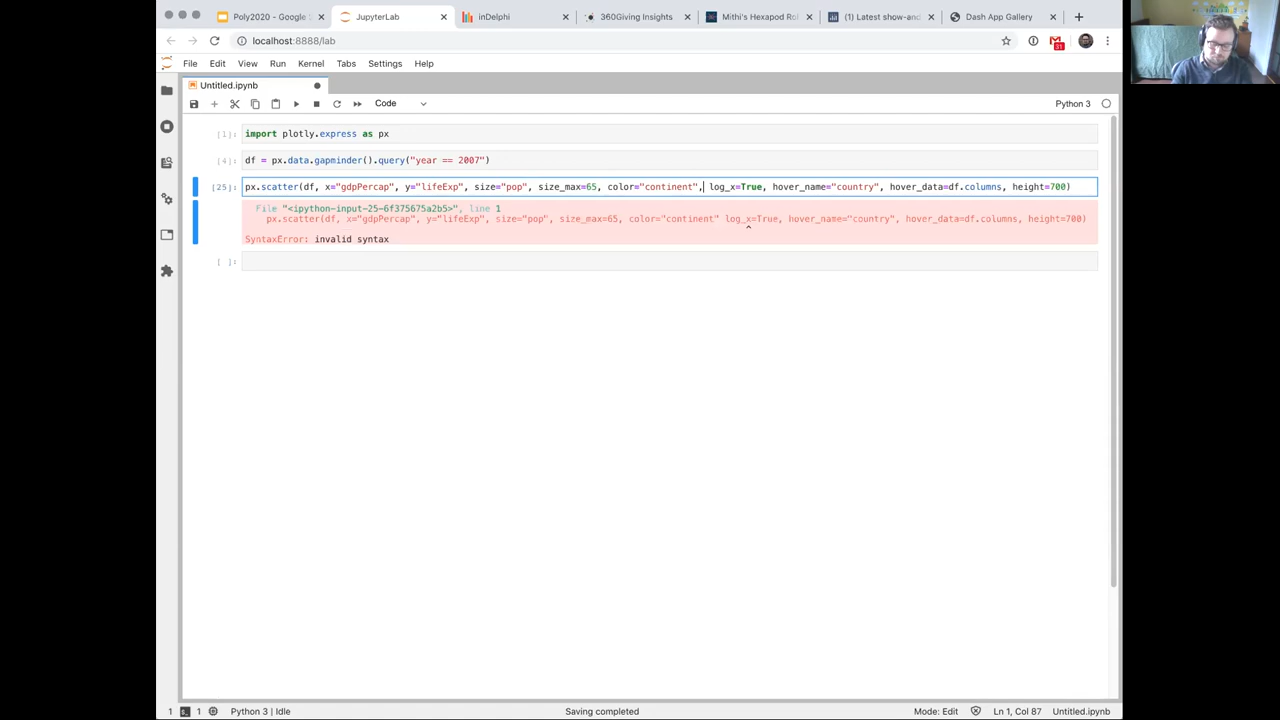 Poly2020 - Google S
JupyterLab
inDelphi
360Giving Insights
Mithi's Hexapod Ro
(1) Latest show-and
Dash App Gallery
localhost:8888/lab
31
File Edit View Run Kernel Tabs Settings Help
Untitled.ipynb
Code
Python 3
[1]: import plotly.express as px
[4]: df = px.data.gapminder().query("year == 2007")
[25]: px.scatter(df, x="gdpPercap", y="lifeExp", size="pop", size_max=65, color="continent", log_x=True, hover_name="country", hover_data=df.columns, height=700)
File "<ipython-input-25-6f375675a2b5>", line 1
px.scatter(df, x="gdpPercap", y="lifeExp", size="pop", size_max=65, color="continent" log_x=True, hover_name="country", hover_data=df.columns, height=700)
^
SyntaxError: invalid syntax
[ ]:
1 1 Python 3 | Idle Saving completed Mode: Edit Ln 1, Col 87 Untitled.ipynb